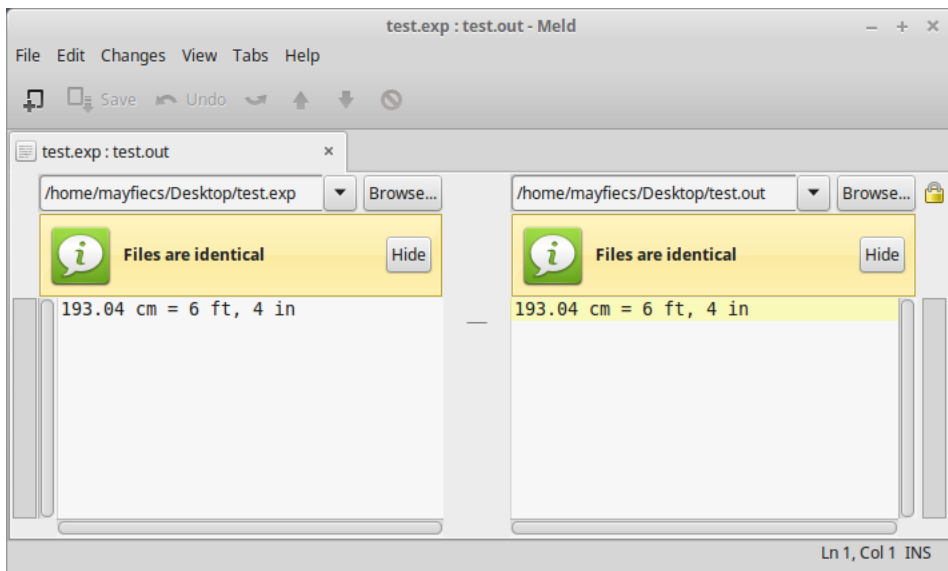 test.exp : test.out - Meld
File Edit Changes View Tabs Help
Save Undo
test.exp : test.out
/home/mayfiecs/Desktop/test.exp Browse... /home/mayfiecs/Desktop/test.out Browse...
Files are identical Hide Files are identical Hide
193.04 cm = 6 ft, 4 in 193.04 cm = 6 ft, 4 in
Ln 1, Col 1 INS